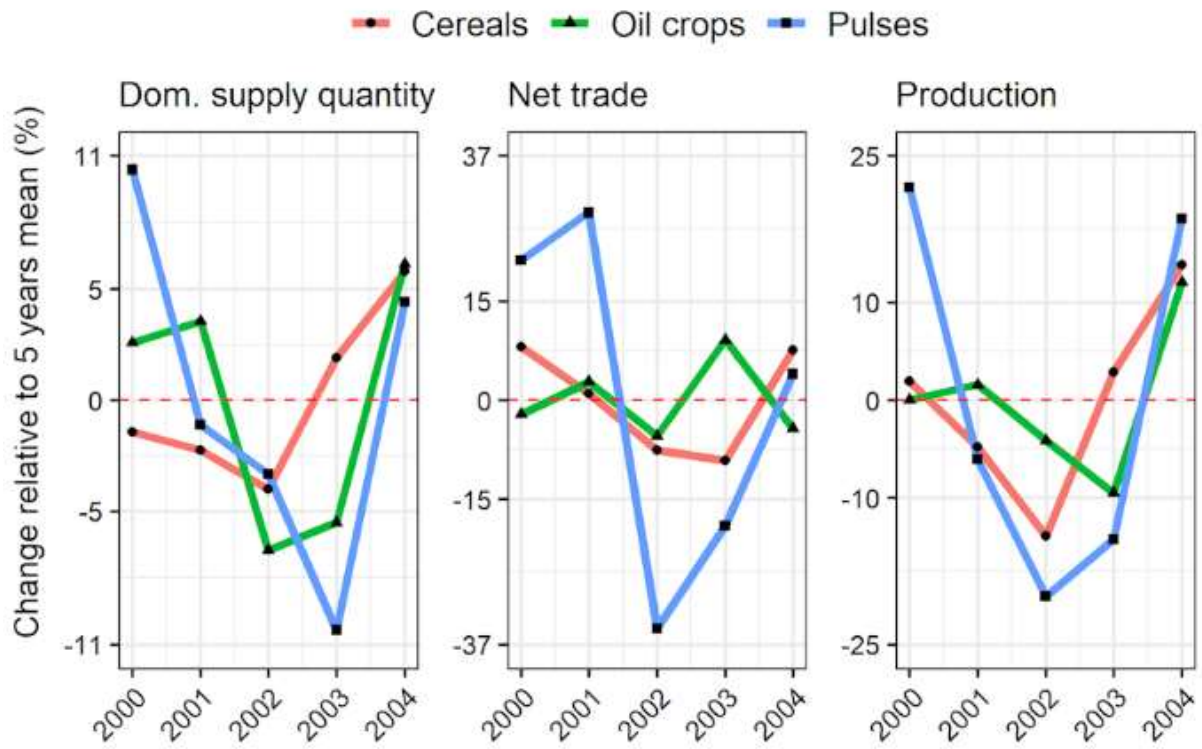 Cereals Oil crops Pulses
Dom. supply quantity Net trade Production
Change relative to 5 years mean (%)
11
5
0
-5
-11
2000 2001 2002 2003 2004
37
15
0
-15
-37
2000 2001 2002 2003 2004
25
10
0
-10
-25
2000 2001 2002 2003 2004